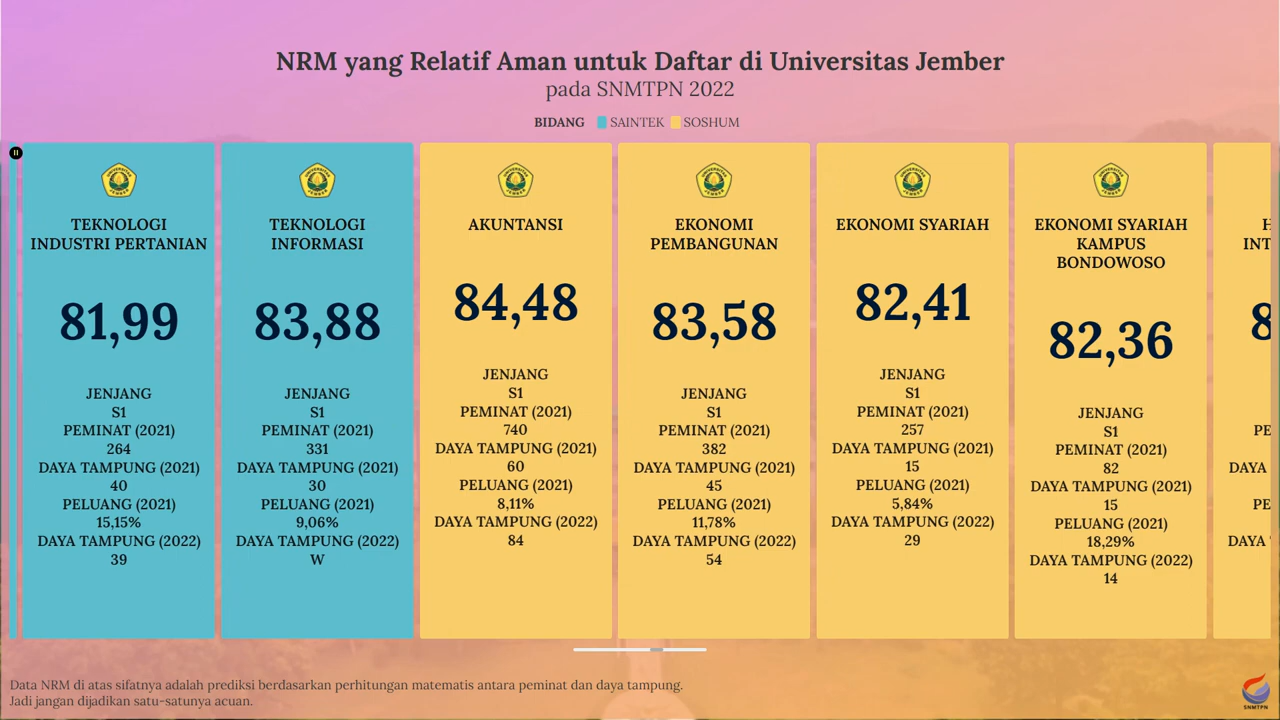 NRM yang Relatif Aman untuk Daftar di Universitas Jember
pada SNMTPN 2022
BIDANG SAINTEK SOSHUM
TEKNOLOGI
INDUSTRI PERTANIAN
81,99
JENJANG
S1
PEMINAT (2021)
264
DAYA TAMPUNG (2021)
40
PELUANG (2021)
15,15%
DAYA TAMPUNG (2022)
39
TEKNOLOGI
INFORMASI
83,88
JENJANG
S1
PEMINAT (2021)
331
DAYA TAMPUNG (2021)
30
PELUANG (2021)
9,06%
DAYA TAMPUNG (2022)
W
AKUNTANSI
84,48
JENJANG
S1
PEMINAT (2021)
740
DAYA TAMPUNG (2021)
60
PELUANG (2021)
8,11%
DAYA TAMPUNG (2022)
84
EKONOMI
PEMBANGUNAN
83,58
JENJANG
S1
PEMINAT (2021)
382
DAYA TAMPUNG (2021)
45
PELUANG (2021)
11,78%
DAYA TAMPUNG (2022)
54
EKONOMI SYARIAH
82,41
JENJANG
S1
PEMINAT (2021)
257
DAYA TAMPUNG (2021)
15
PELUANG (2021)
5,84%
DAYA TAMPUNG (2022)
29
EKONOMI SYARIAH
KAMPUS
BONDOWOSO
82,36
JENJANG
S1
PEMINAT (2021)
82
DAYA TAMPUNG (2021)
15
PELUANG (2021)
18,29%
DAYA TAMPUNG (2022)
14
DAYA
DAYA
Data NRM di atas sifatnya adalah prediksi berdasarkan perhitungan matematis antara peminat dan daya tampung.
Jadi jangan dijadikan satu-satunya acuan.
SNMTPN